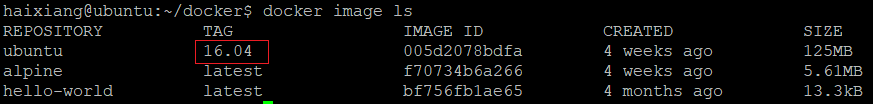 haixiang@ubuntu:~/docker$ docker image ls
REPOSITORY TAG IMAGE ID CREATED SIZE
ubuntu 16.04 005d2078bdfa 4 weeks ago 125MB
alpine latest f70734b6a266 4 weeks ago 5.61MB
hello-world latest bf756fb1ae65 4 months ago 13.3kB